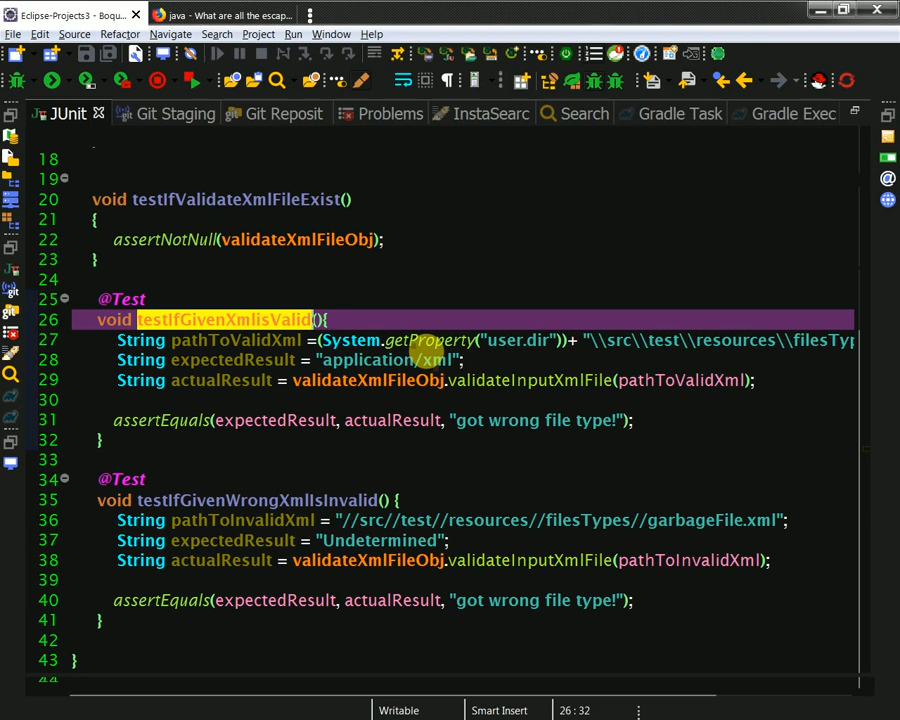 Eclipse-Projects3 - Boqu...
java - What are all the escap...
File Edit Source Refactor Navigate Search Project Run Window Help
JUnit Git Staging Git Reposit Problems InstaSearc Search Gradle Task Gradle Exec
18
19
20 void testIfValidateXmlFileExist()
21 {
22 assertNotNull(validateXmlFileObj);
23 }
24
25 @Test
26 void testIfGivenXmlisValid(){
27 String pathToValidXml =(System.getProperty("user.dir"))+ "\\src\\test\\resources\\filesTyp
28 String expectedResult = "application/xml";
29 String actualResult = validateXmlFileObj.validateInputXmlFile(pathToValidXml);
30
31 assertEquals(expectedResult, actualResult, "got wrong file type!");
32 }
33
34 @Test
35 void testIfGivenWrongXmlIsInvalid() {
36 String pathToInvalidXml = "//src//test//resources//filesTypes//garbageFile.xml";
37 String expectedResult = "Undetermined";
38 String actualResult = validateXmlFileObj.validateInputXmlFile(pathToInvalidXml);
39
40 assertEquals(expectedResult, actualResult, "got wrong file type!");
41 }
42
43 }
44
Writable Smart Insert 26 : 32